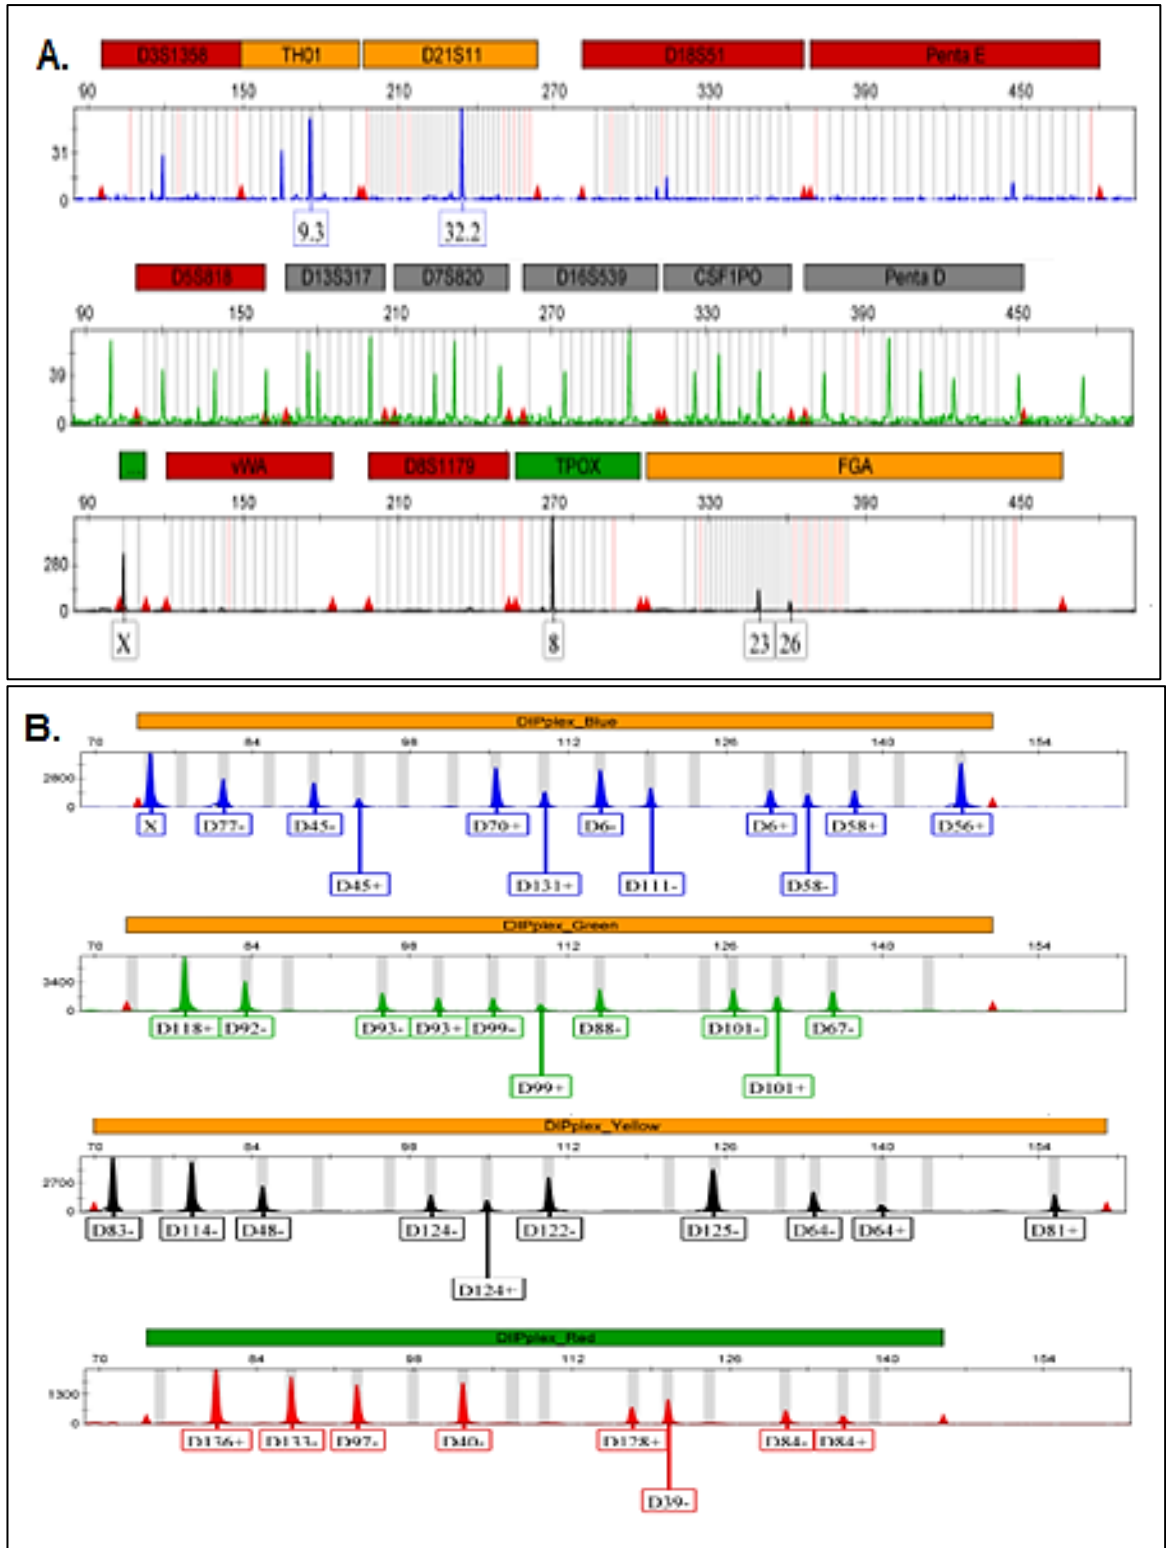 A.
D3S1358 TH01 D21S11 D18S51 Penta E
90 150 210 270 330 390 450
31
0
9.3 32.2
D5S818 D13S317 D7S820 D16S539 CSF1PO Penta D
90 150 210 270 330 390 450
39
0
... vWA D8S1179 TPOX FGA
90 150 210 270 330 390 450
280
0
X 8 23 26
B.
DIPplex_Blue
70 84 98 112 126 140 154
2800
0
X D77- D45- D70+ D6- D6+ D58+ D56+
D45+ D131+ D111- D58-
DIPplex_Green
70 84 98 112 126 140 154
3400
0
D118+ D92- D93- D93+ D99- D88- D101- D67-
D99+ D101+
DIPplex_Yellow
70 84 98 112 126 140 154
2700
0
D83- D114- D48- D124- D122- D125- D64- D64+ D81+
D124+
DIPplex_Red
70 84 98 112 126 140 154
1300
0
D136+ D133- D97- D40- D128+ D84- D84+
D39-